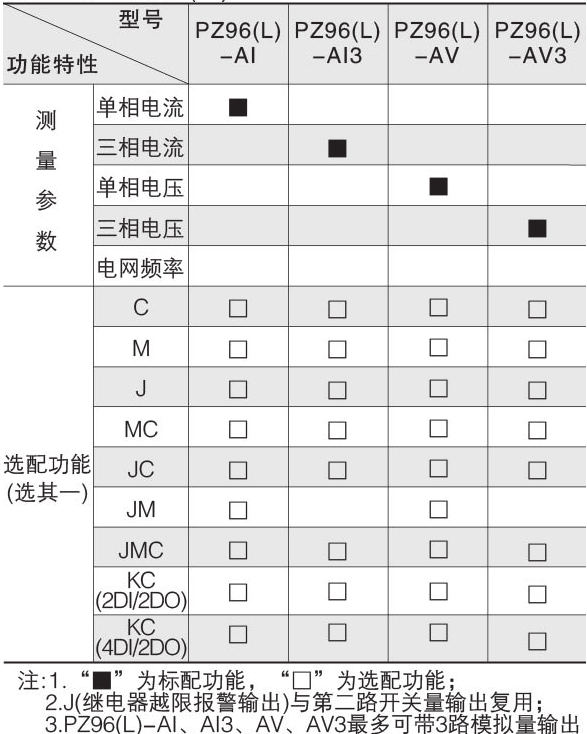 型号
功能特性
PZ96(L)-AI
PZ96(L)-AI3
PZ96(L)-AV
PZ96(L)-AV3
测量参数
单相电流 ■
三相电流 ■
单相电压 ■
三相电压 ■
电网频率
选配功能
(选其一)
C □ □ □ □
M □ □ □ □
J □ □ □ □
MC □ □ □ □
JC □ □ □ □
JM □ □
JMC □ □ □ □
KC
(2DI/2DO) □ □ □ □
KC
(4DI/2DO) □ □ □ □
注:1. “■”为标配功能，“□”为选配功能；
2.J(继电器越限报警输出)与第二路开关量输出复用；
3.PZ96(L)-AI、AI3、AV、AV3最多可带3路模拟量输出